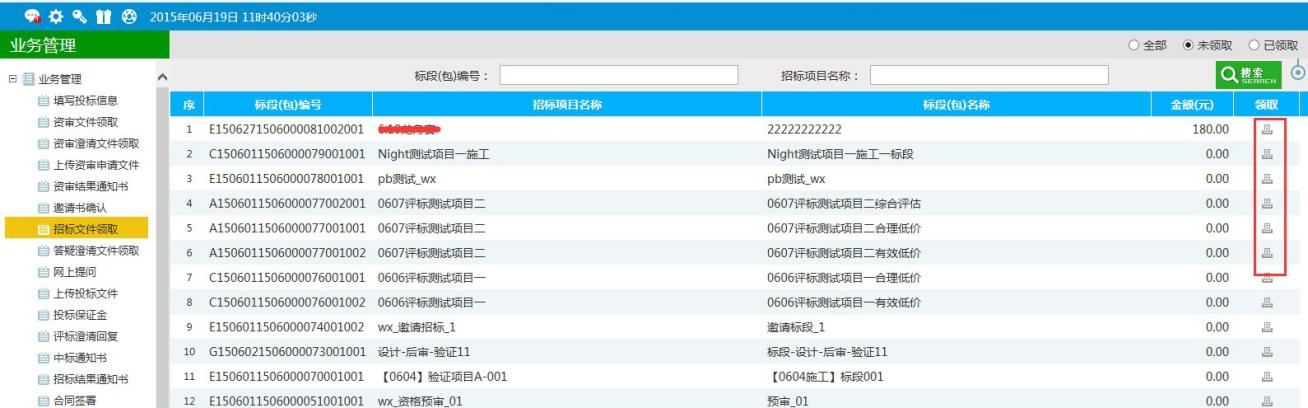 2015年06月19日 11时40分03秒
业务管理
全部 未领取 已领取
业务管理
填写投标信息
资审文件领取
资审澄清文件领取
上传资审申请文件
资审结果通知书
邀请书确认
招标文件领取
答疑澄清文件领取
网上提问
上传投标文件
投标保证金
评标澄清回复
中标通知书
招标结果通知书
合同签署
标段(包)编号： 招标项目名称： 搜索 SEARCH
序 标段(包)编号 招标项目名称 标段(包)名称 金额(元) 领取
1 E1506271506000081002001 22222222222 180.00
2 C1506011506000079001001 Night测试项目一施工 Night测试项目一施工一标段 0.00
3 E1506011506000078001001 pb测试_wx pb测试_wx 0.00
4 A1506011506000077002001 0607评标测试项目二 0607评标测试项目二综合评估 0.00
5 A1506011506000077001001 0607评标测试项目二 0607评标测试项目二合理低价 0.00
6 A1506011506000077001002 0607评标测试项目二 0607评标测试项目二有效低价 0.00
7 C1506011506000076001001 0606评标测试项目一 0606评标测试项目一合理低价 0.00
8 C1506011506000076001002 0606评标测试项目一 0606评标测试项目一有效低价 0.00
9 E1506011506000074001002 wx_邀请招标_1 邀请标段_1 0.00
10 G1506021506000073001001 设计-后审-验证11 标段-设计-后审-验证11 0.00
11 E1506011506000070001001 【0604】验证项目A-001 【0604施工】标段001 0.00
12 E1506011506000051001001 wx_资格预审_01 预审_01 0.00